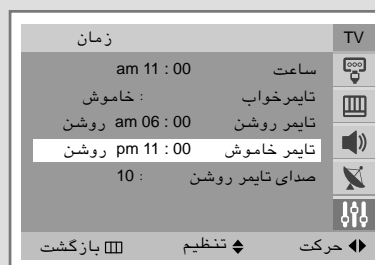 زمان TV
ساعت am 11 : 00
تایمرخواب : خاموش
تایمر روشن am 06 : 00 روشن
تایمر خاموش pm 11 : 00 روشن
صدای تایمر روشن : 10
حرکت تنظیم بازگشت